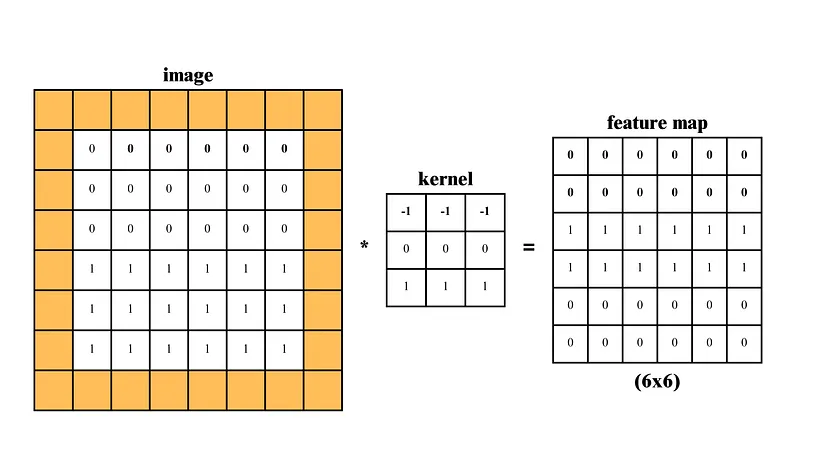 image
0 0 0 0 0 0
0 0 0 0 0 0
0 0 0 0 0 0
1 1 1 1 1 1
1 1 1 1 1 1
1 1 1 1 1 1
*
kernel
-1 -1 -1
0 0 0
1 1 1
=
feature map
0 0 0 0 0 0
0 0 0 0 0 0
1 1 1 1 1 1
1 1 1 1 1 1
0 0 0 0 0 0
0 0 0 0 0 0
(6x6)